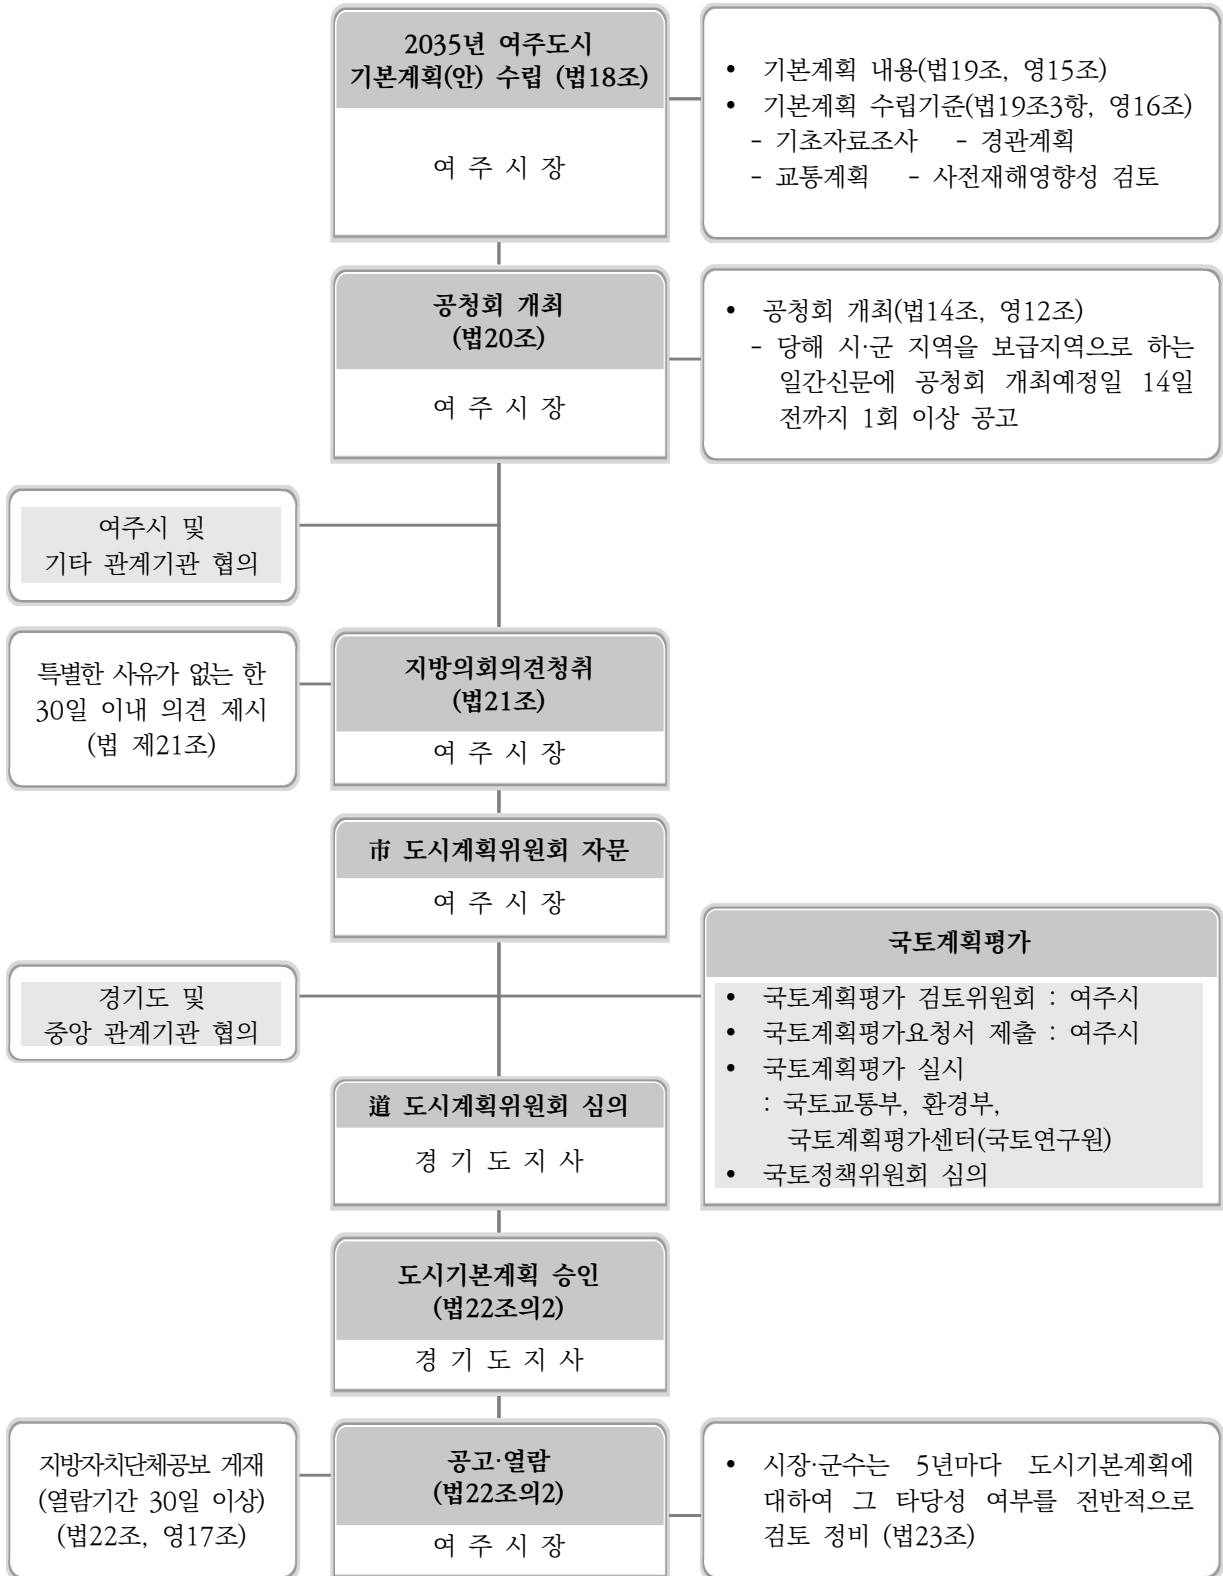 2035년 여주도시
기본계획(안) 수립 (법18조)
여 주 시 장
• 기본계획 내용(법19조, 영15조)
• 기본계획 수립기준(법19조3항, 영16조)
- 기초자료조사 - 경관계획
- 교통계획 - 사전재해영향성 검토
공청회 개최
(법20조)
여 주 시 장
• 공청회 개최(법14조, 영12조)
- 당해 시·군 지역을 보급지역으로 하는
일간신문에 공청회 개최예정일 14일
전까지 1회 이상 공고
여주시 및
기타 관계기관 협의
특별한 사유가 없는 한
30일 이내 의견 제시
(법 제21조)
지방의회의견청취
(법21조)
여 주 시 장
市 도시계획위원회 자문
여 주 시 장
경기도 및
중앙 관계기관 협의
국토계획평가
• 국토계획평가 검토위원회 : 여주시
• 국토계획평가요청서 제출 : 여주시
• 국토계획평가 실시
: 국토교통부, 환경부,
국토계획평가센터(국토연구원)
• 국토정책위원회 심의
道 도시계획위원회 심의
경 기 도 지 사
도시기본계획 승인
(법22조의2)
경 기 도 지 사
지방자치단체공보 게재
(열람기간 30일 이상)
(법22조, 영17조)
공고·열람
(법22조의2)
여 주 시 장
• 시장·군수는 5년마다 도시기본계획에
대하여 그 타당성 여부를 전반적으로
검토 정비 (법23조)